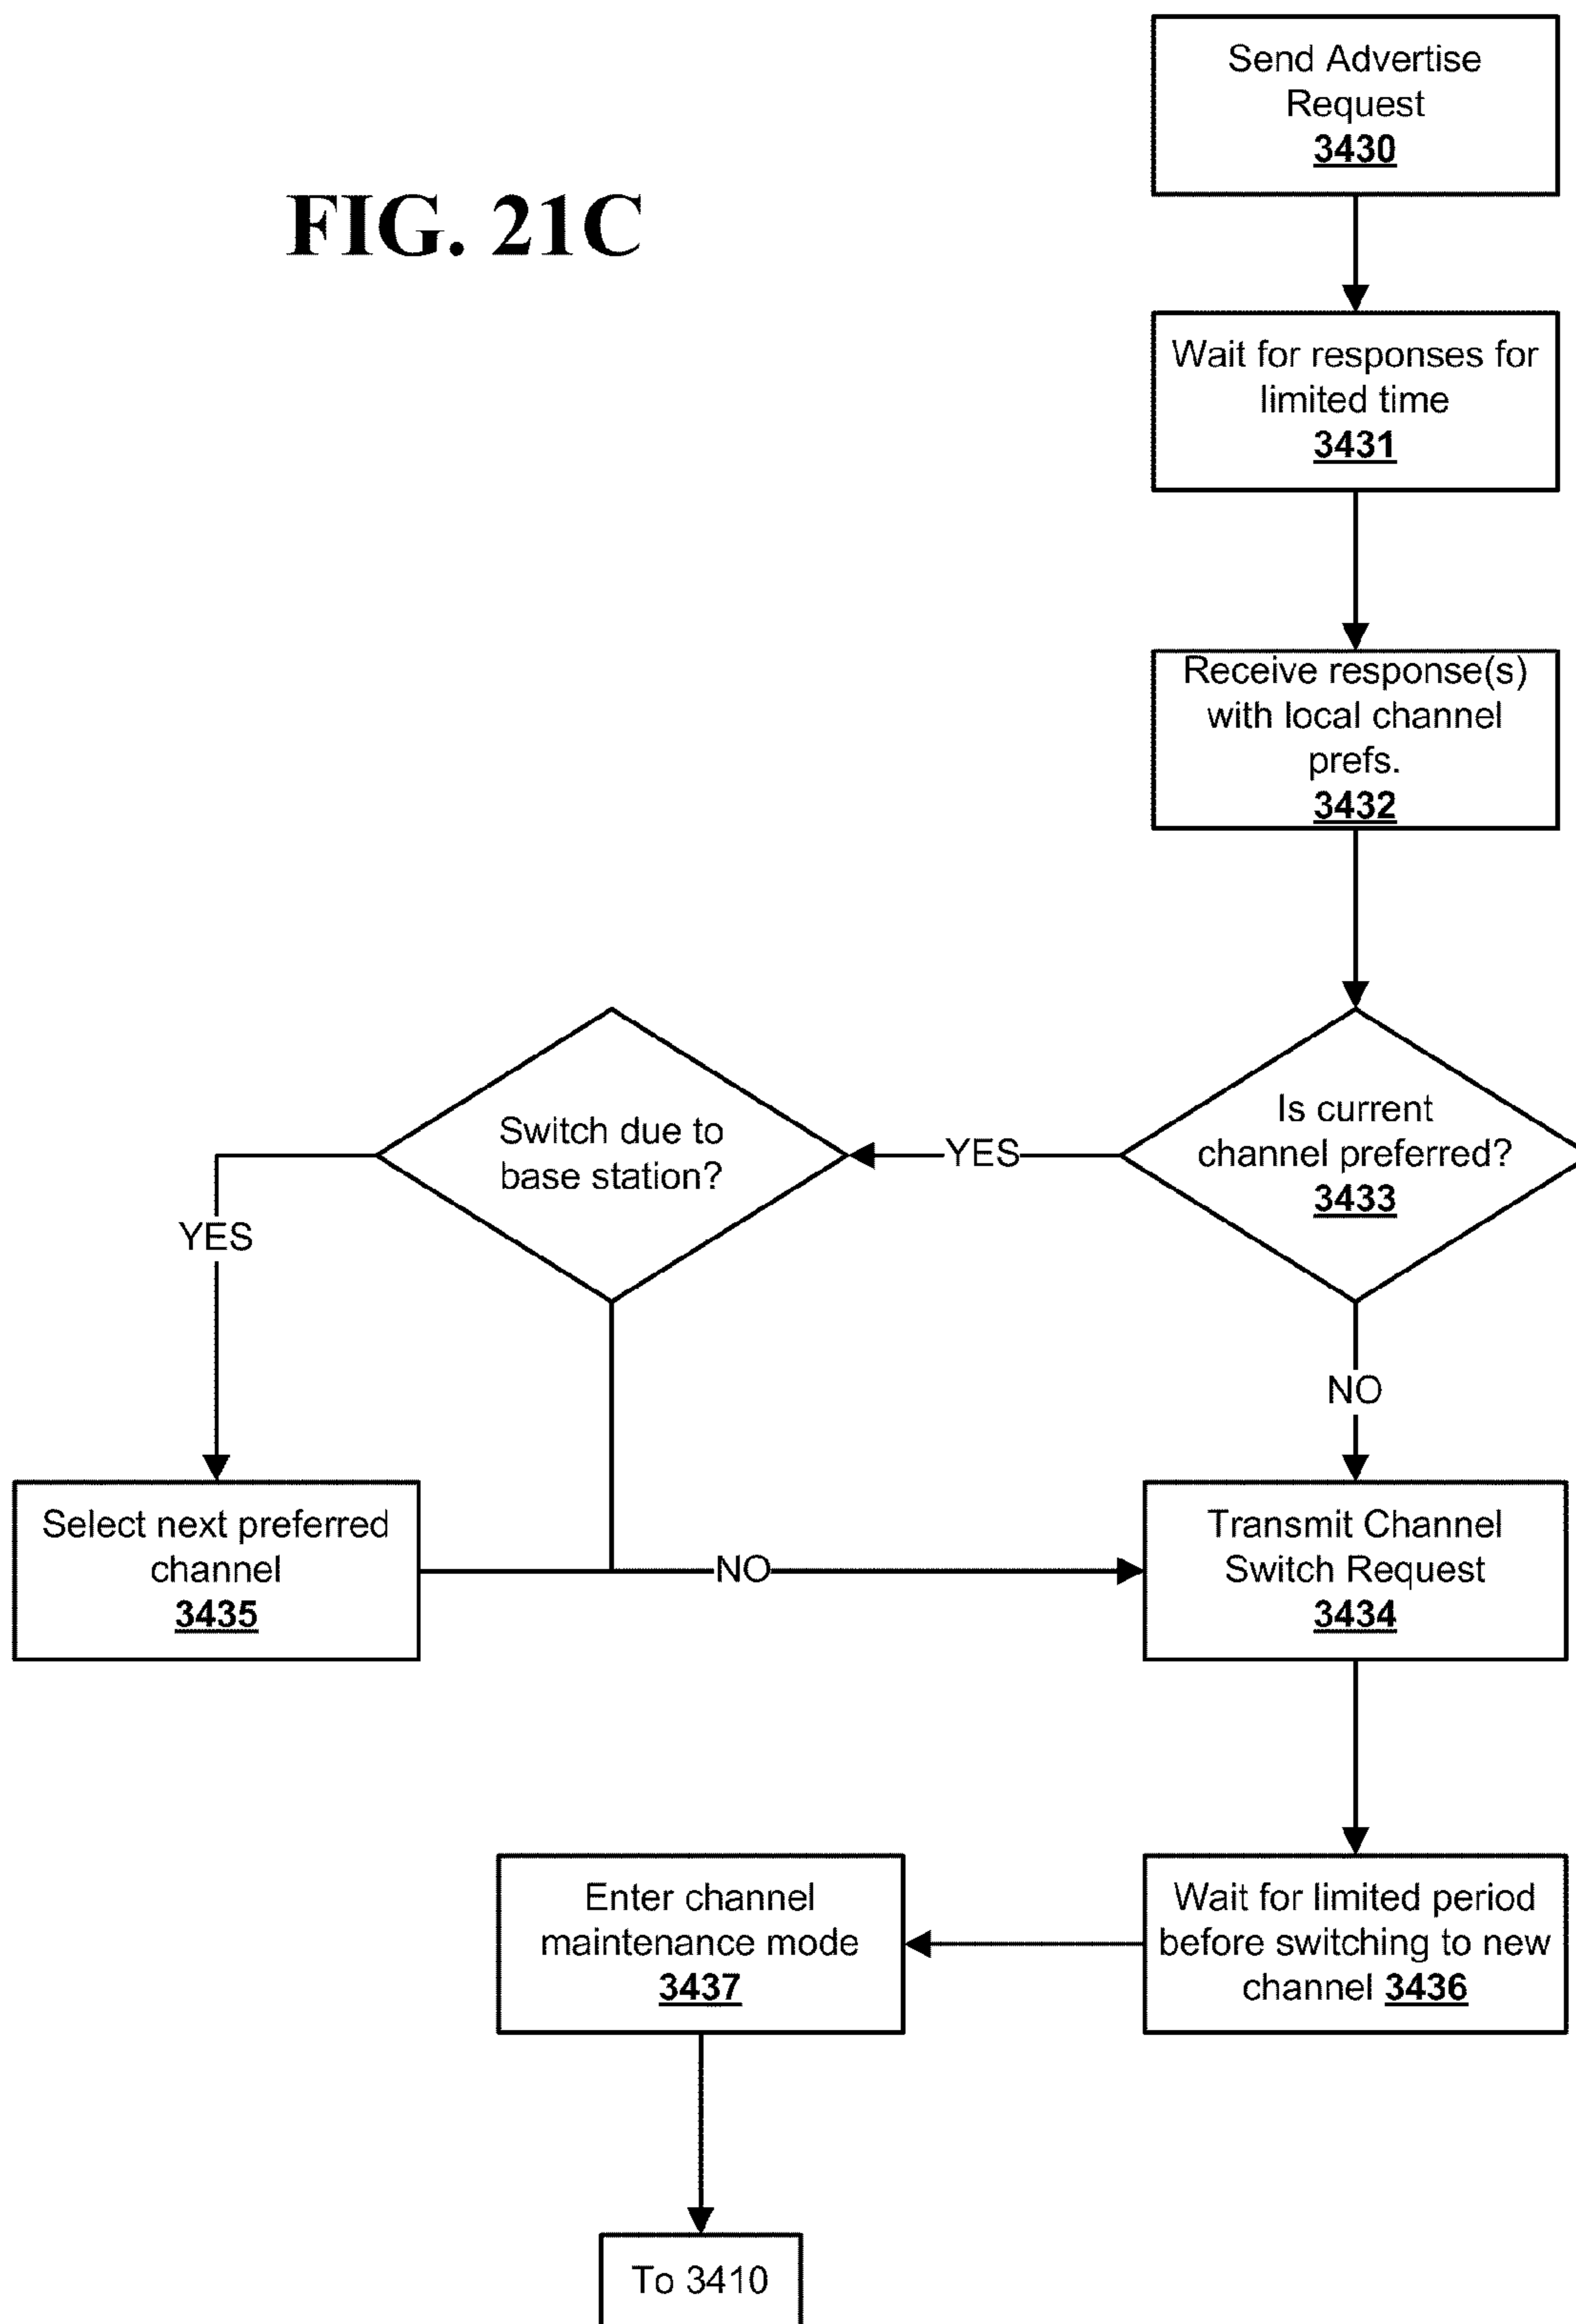 FIG. 21C
Send Advertise
Request
3430
Wait for responses for
limited time
3431
Receive response(s)
with local channel
prefs.
3432
Is current
channel preferred?
3433
YES
Switch due to
base station?
YES
NO
Select next preferred
channel
3435
NO
Transmit Channel
Switch Request
3434
Wait for limited period
before switching to new
channel 3436
Enter channel
maintenance mode
3437
To 3410